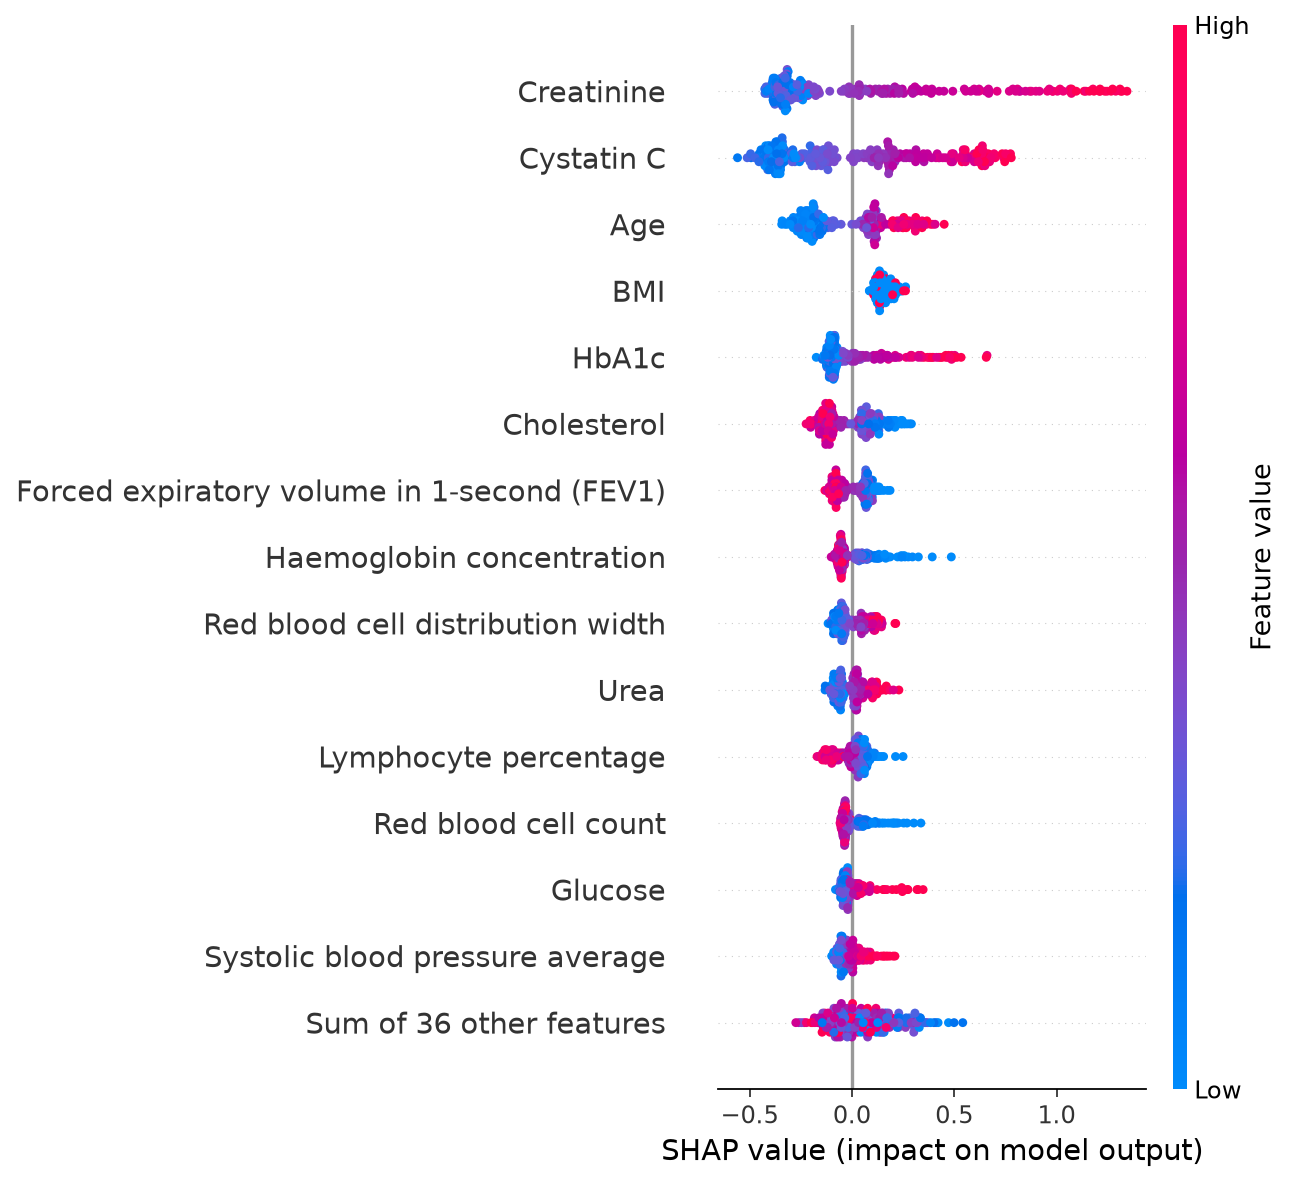 High
Creatinine
Cystatin C
Age
BMI
HbA1c
Cholesterol
Forced expiratory volume in 1-second (FEV1)
Haemoglobin concentration
Red blood cell distribution width
Urea
Lymphocyte percentage
Red blood cell count
Glucose
Systolic blood pressure average
Sum of 36 other features
Feature value
Low
−0.5 0.0 0.5 1.0
SHAP value (impact on model output)